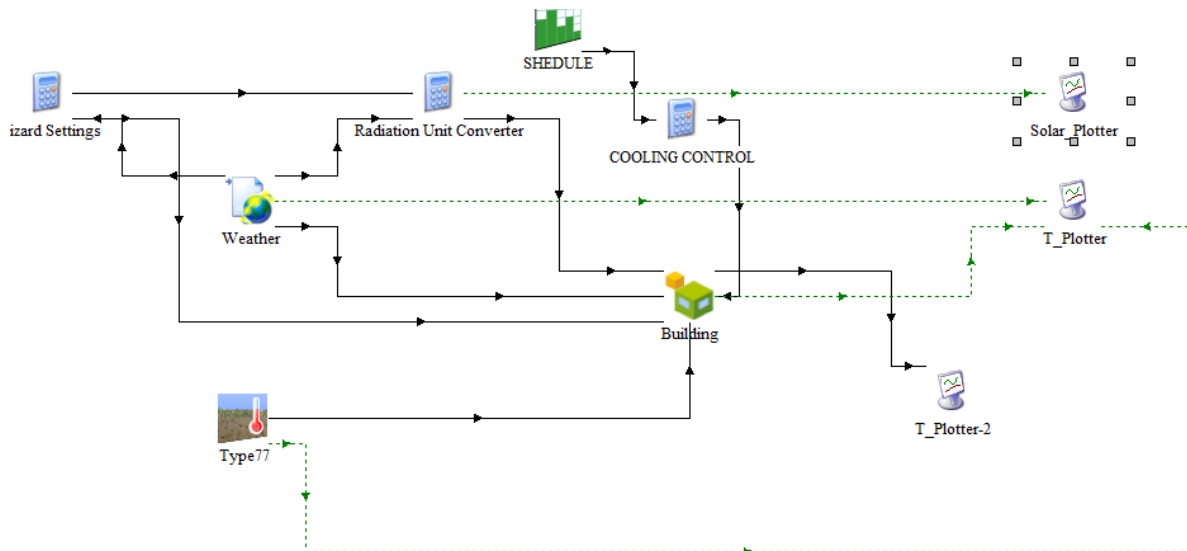 SHEDULE
izard Settings
Radiation Unit Converter
Solar_Plotter
COOLING CONTROL
Weather
T_Plotter
Building
T_Plotter-2
Type77